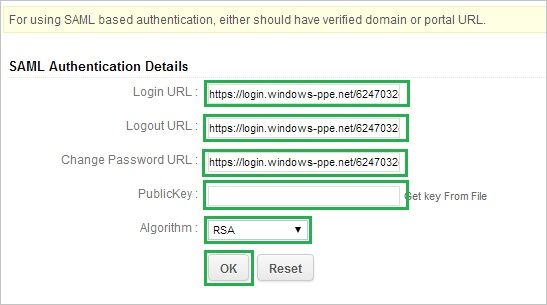 For using SAML based authentication, either should have verified domain or portal URL.
SAML Authentication Details
Login URL : https://login.windows-ppe.net/6247032
Logout URL : https://login.windows-ppe.net/6247032
Change Password URL : https://login.windows-ppe.net/6247032
PublicKey : Get key From File
Algorithm : RSA
OK Reset